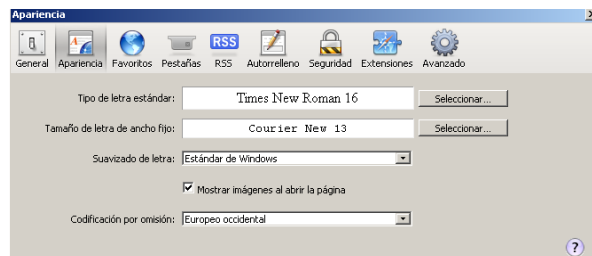 Apariencia
General Apariencia Favoritos Pestañas RSS Autorrelleno Seguridad Extensiones Avanzado
Tipo de letra estándar: Times New Roman 16 Seleccionar...
Tamaño de letra de ancho fijo: Courier New 13 Seleccionar...
Suavizado de letra: Estándar de Windows
Mostrar imágenes al abrir la página
Codificación por omisión: Europeo occidental
?